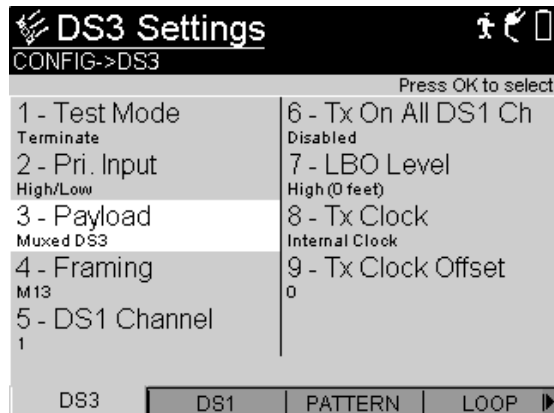 DS3 Settings
CONFIG->DS3
Press OK to select
1 - Test Mode
Terminate
2 - Pri. Input
High/Low
3 - Payload
Muxed DS3
4 - Framing
M13
5 - DS1 Channel
1
6 - Tx On All DS1 Ch
Disabled
7 - LBO Level
High (0 feet)
8 - Tx Clock
Internal Clock
9 - Tx Clock Offset
0
DS3 DS1 PATTERN LOOP